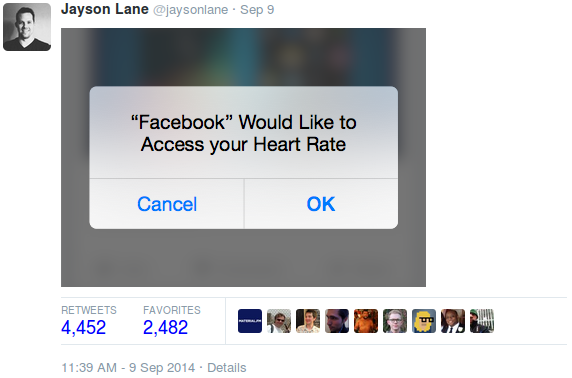 Jayson Lane @jaysonlane · Sep 9
“Facebook” Would Like to
Access your Heart Rate
Cancel OK
RETWEETS FAVORITES
4,452 2,482
11:39 AM - 9 Sep 2014 · Details